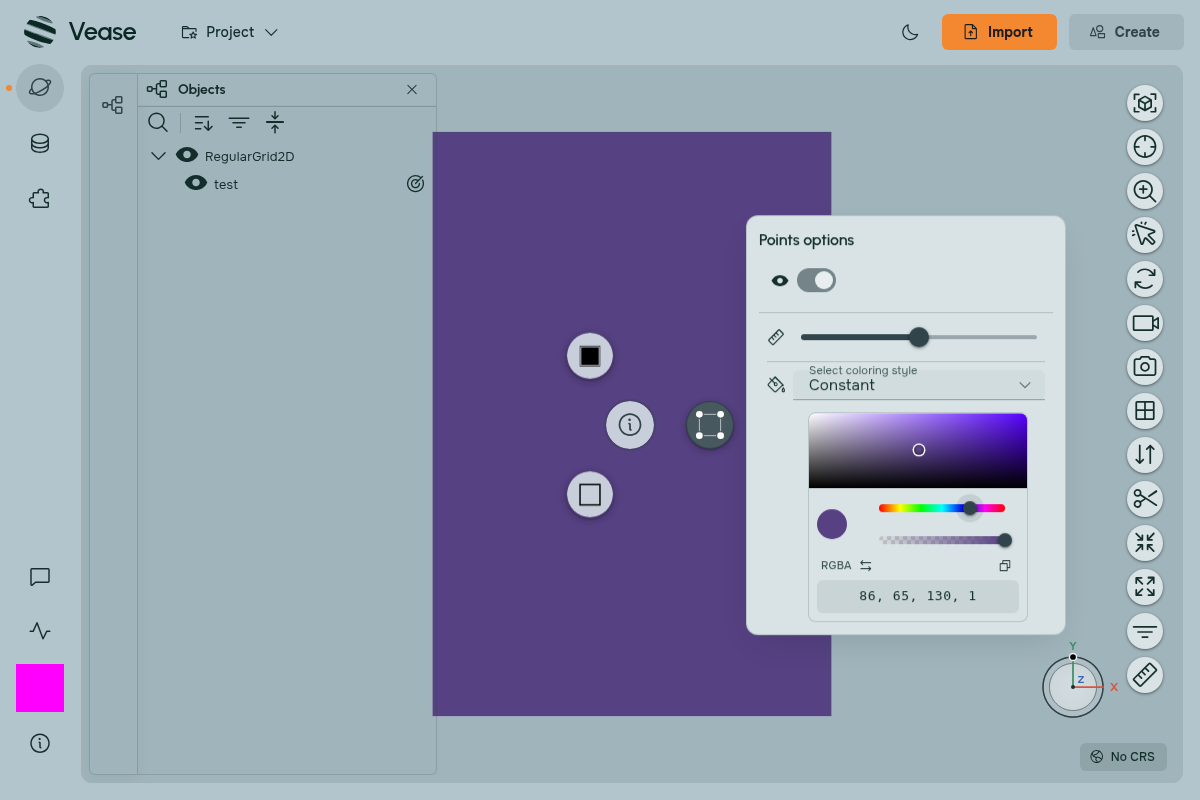 Vease
Project
Import
Create
Objects
RegularGrid2D
test
Points options
Select coloring style
Constant
RGBA
86, 65, 130, 1
Y
Z
X
No CRS